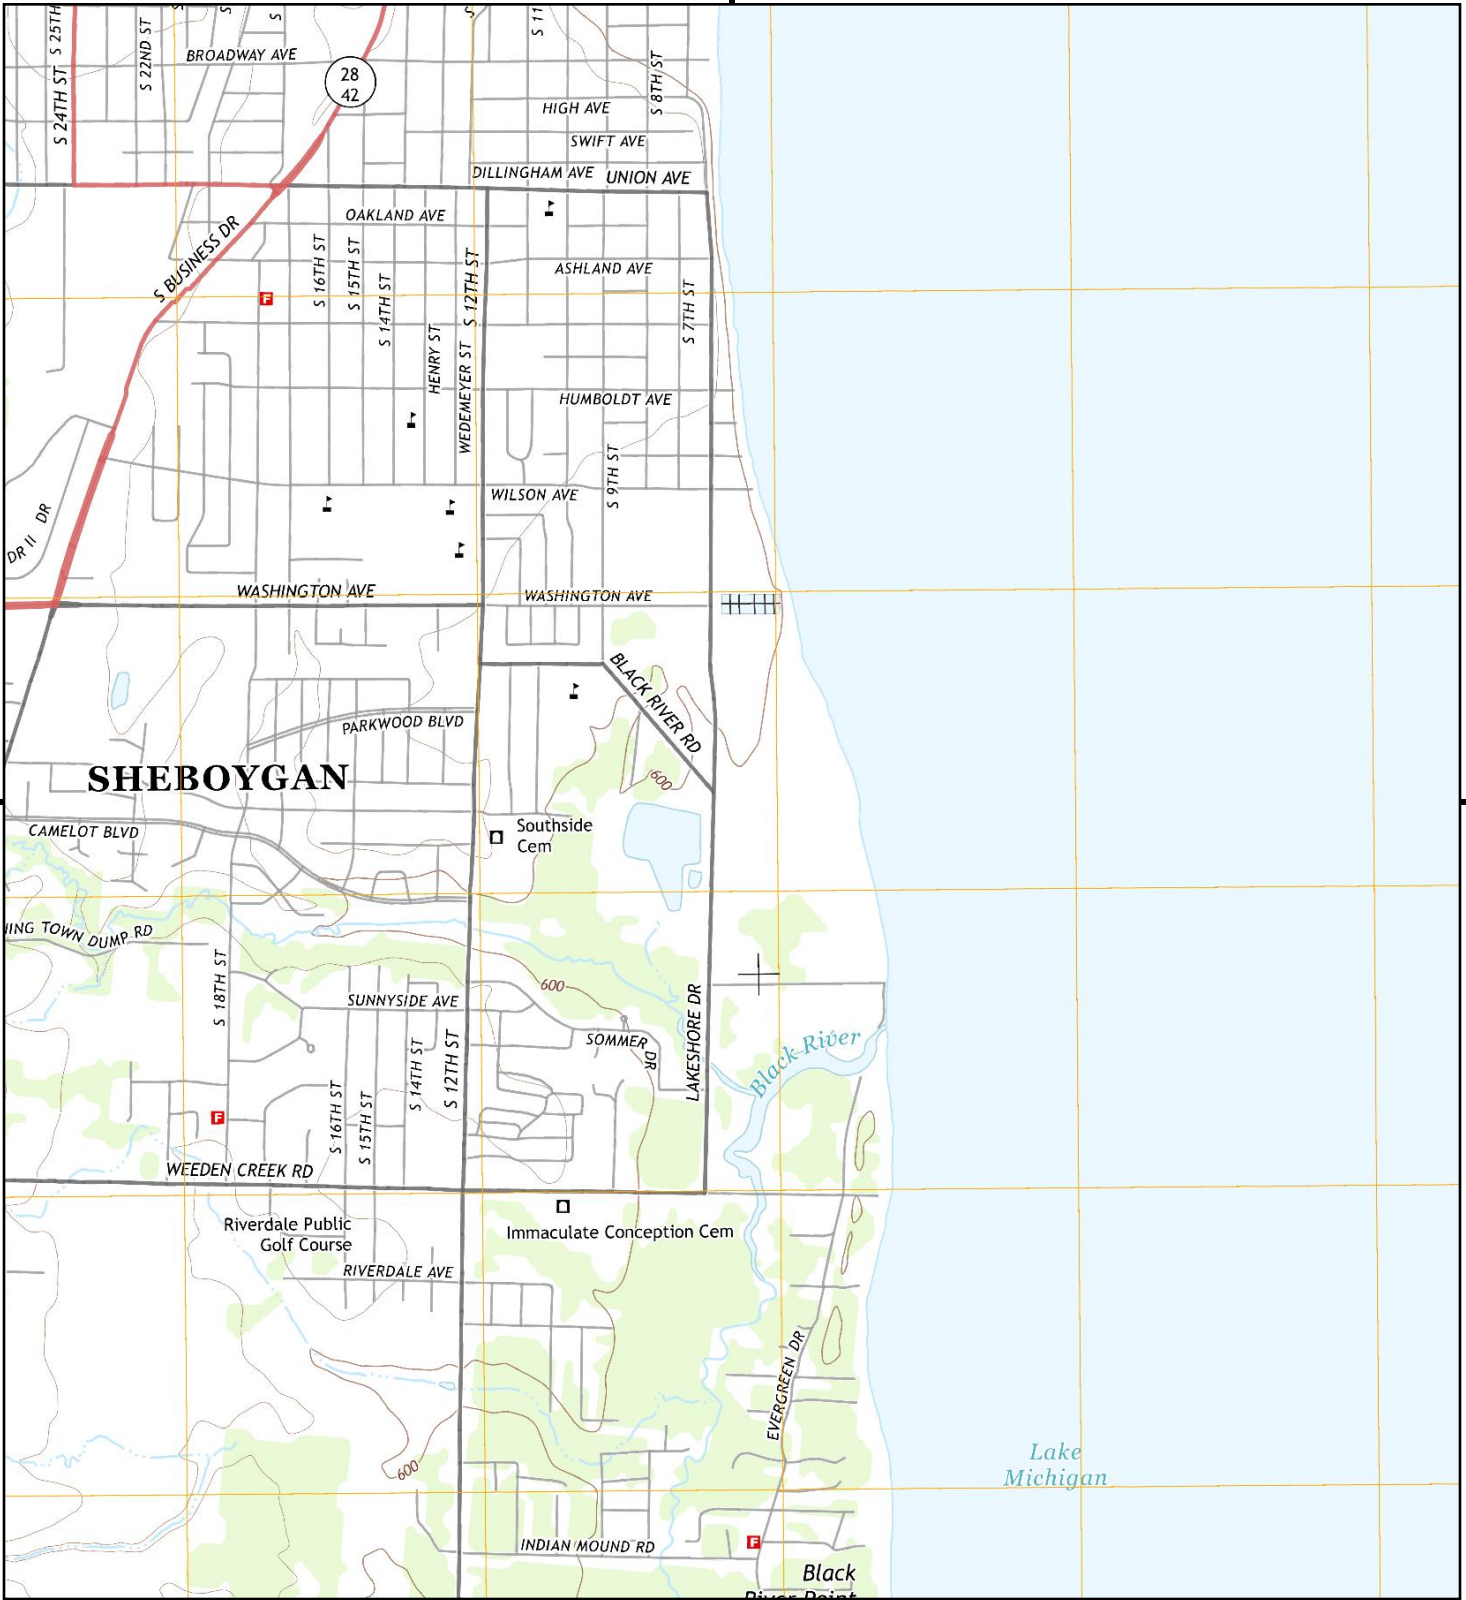 S 25TH
S 24TH ST
S 22ND ST
S
S
S
S
S 11
S 8TH ST
BROADWAY AVE
28
42
HIGH AVE
SWIFT AVE
DILLINGHAM AVE
UNION AVE
OAKLAND AVE
S BUSINESS DR
S 16TH ST
S 15TH ST
S 14TH ST
S 12TH ST
ASHLAND AVE
S 7TH ST
F
HENRY ST
WEDEMEYER ST
HUMBOLDT AVE
S 9TH ST
WILSON AVE
DR II
DR
WASHINGTON AVE
WASHINGTON AVE
BLACK RIVER RD
PARKWOOD BLVD
600
SHEBOYGAN
CAMELOT BLVD
Southside
Cem
ING TOWN DUMP RD
S 18TH ST
600
SUNNYSIDE AVE
SOMMER DR
LAKESHORE DR
Black River
S 14TH ST
S 12TH ST
S 16TH ST
S 15TH ST
F
WEEDEN CREEK RD
Riverdale Public
Golf Course
Immaculate Conception Cem
RIVERDALE AVE
EVERGREEN DR
600
Lake
Michigan
INDIAN MOUND RD
F
Black
River Point